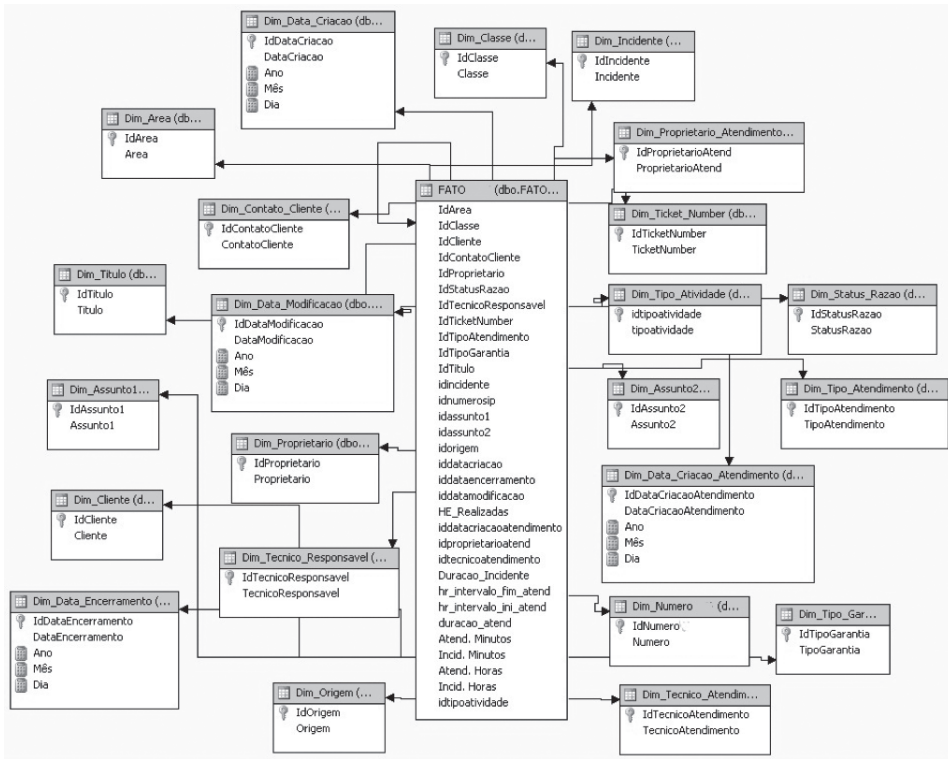 Dim_Data_Criacao (dbo...
IdDataCriacao
DataCriacao
Ano
Mês
Dia
Dim_Classe (d...
IdClasse
Classe
Dim_Incidente (...
IdIncidente
Incidente
Dim_Area (db...
IdArea
Area
Dim_Proprietario_Atendimento...
IdProprietarioAtend
ProprietarioAtend
Dim_Contato_Cliente (...
IdContatoCliente
ContatoCliente
FATO (dbo.FATO...
IdArea
IdClasse
IdCliente
IdContatoCliente
IdProprietario
IdStatusRazao
IdTecnicoResponsavel
IdTicketNumber
IdTipoAtendimento
IdTipoGarantia
IdTitulo
idincidente
idnumerosip
idassunto1
idassunto2
idorigem
iddatacriacao
iddataencerramento
iddatamodificacao
HE_Realizadas
iddatacriacaoatendimento
idproprietarioatend
idtecnicoatendimento
Duracao_Incidente
hr_intervalo_fim_atend
hr_intervalo_ini_atend
duracao_atend
Atend. Minutos
Incid. Minutos
Atend. Horas
Incid. Horas
idtipoatividade
Dim_Ticket_Number (db...
IdTicketNumber
TicketNumber
Dim_Titulo (db...
IdTitulo
Titulo
Dim_Data_Modificacao (dbo....
IdDataModificacao
DataModificacao
Ano
Mês
Dia
Dim_Tipo_Atividade (d...
idtipoatividade
tipoatividade
Dim_Status_Razao (d...
IdStatusRazao
StatusRazao
Dim_Assunto1...
IdAssunto1
Assunto1
Dim_Assunto2...
IdAssunto2
Assunto2
Dim_Tipo_Atendimento (d...
IdTipoAtendimento
TipoAtendimento
Dim_Proprietario (dbo...
IdProprietario
Proprietario
Dim_Data_Criacao_Atendimento (d...
IdDataCriacaoAtendimento
DataCriacaoAtendimento
Ano
Mês
Dia
Dim_Cliente (d...
IdCliente
Cliente
Dim_Tecnico_Responsavel (...
IdTecnicoResponsavel
TecnicoResponsavel
Dim_Data_Encerramento (...
IdDataEncerramento
DataEncerramento
Ano
Mês
Dia
Dim_Numero (d...
IdNumero
Numero
Dim_Tipo_Gar...
IdTipoGarantia
TipoGarantia
Dim_Origem (...
IdOrigem
Origem
Dim_Tecnico_Atendim...
IdTecnicoAtendimento
TecnicoAtendimento